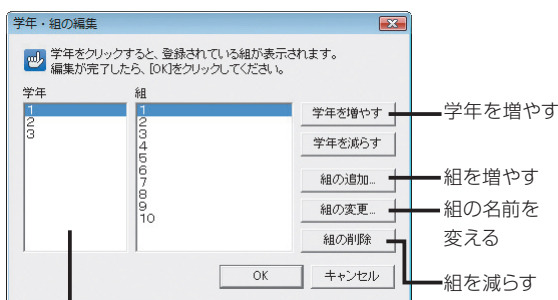 学年・組の編集
学年をクリックすると、登録されている組が表示されます。
編集が完了したら、[OK]をクリックしてください。
学年
組
1
2
3
1
2
3
4
5
6
7
8
9
10
学年を増やす
学年を減らす
組の追加...
組の変更...
組の削除
OK
キャンセル
学年を増やす
組を増やす
組の名前を
変える
組を減らす